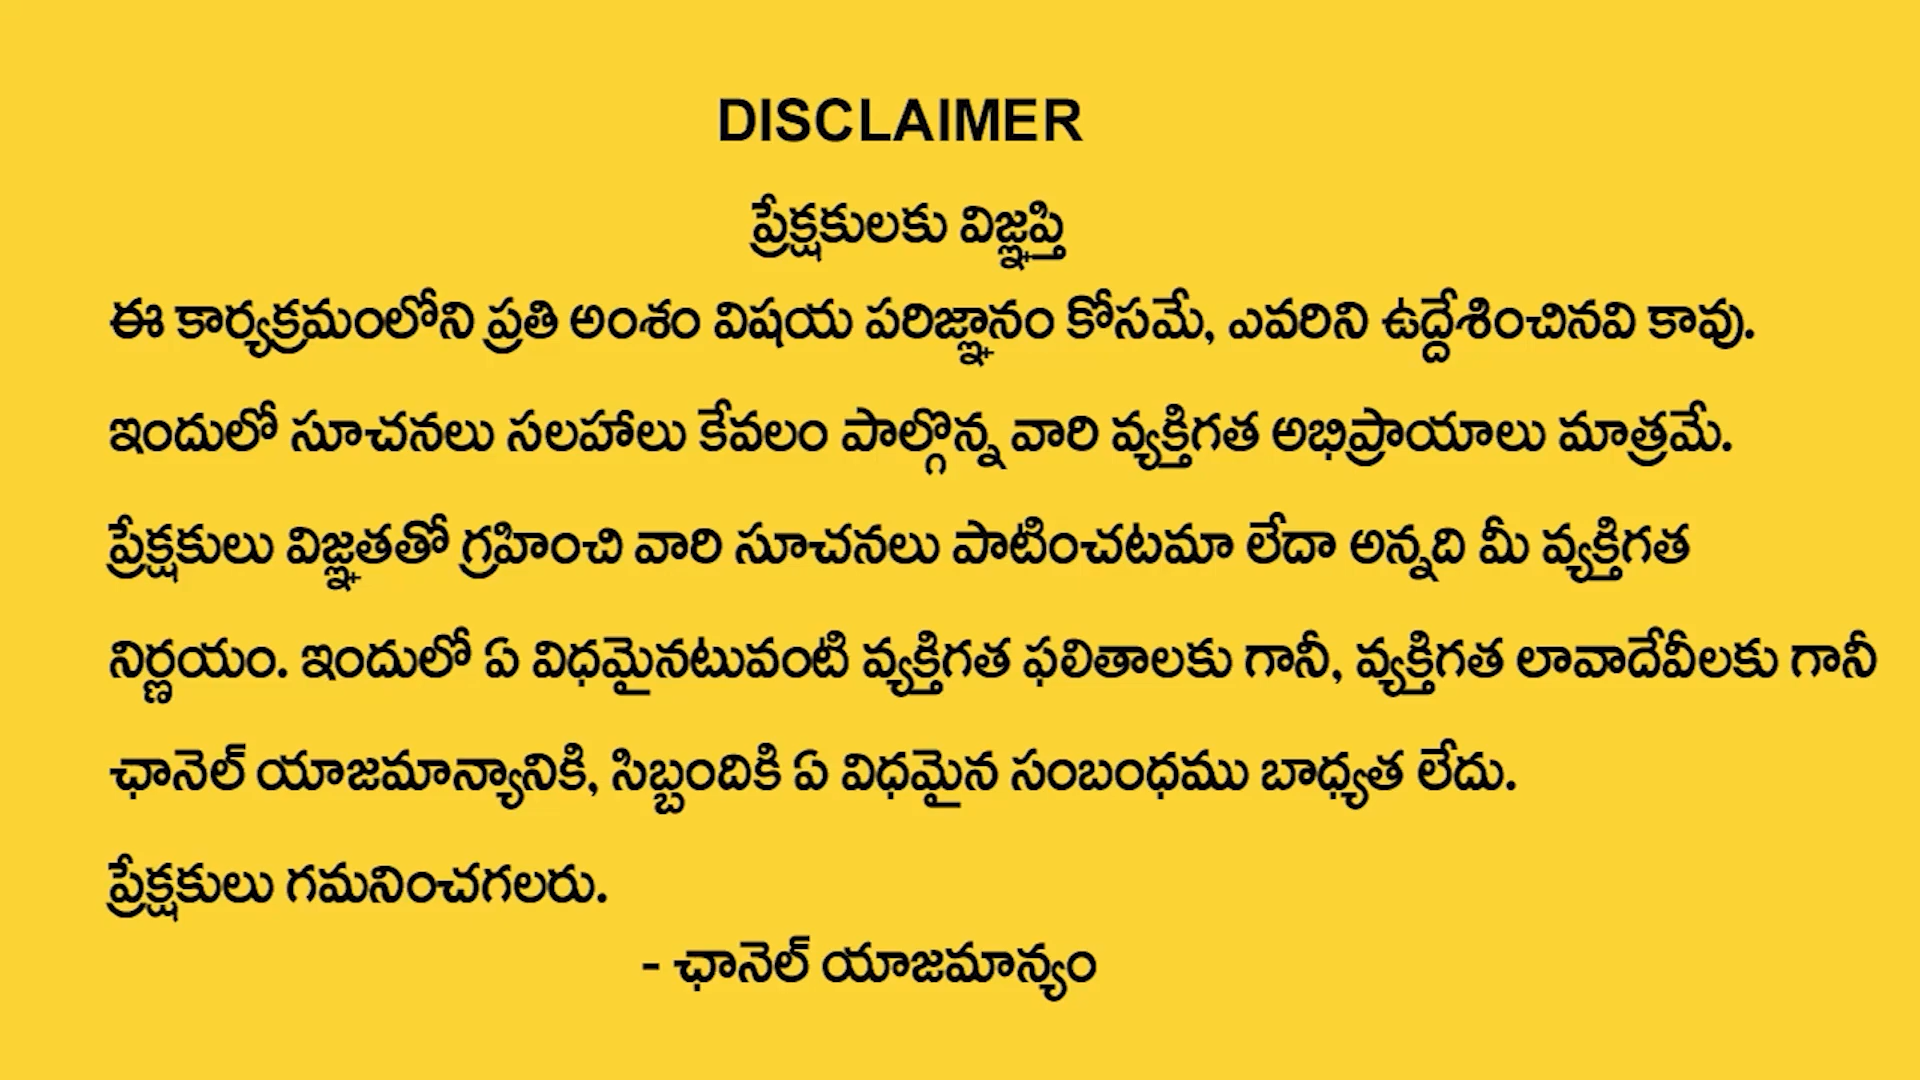 DISCLAIMER
ప్రేక్షకులకు విజ్ఞప్తి
ఈ కార్యక్రమంలోని ప్రతి అంశం విషయ పరిజ్ఞానం కోసమే, ఎవరిని ఉద్దేశించినవి కావు.
ఇందులో సూచనలు సలహాలు కేవలం పాల్గొన్న వారి వ్యక్తిగత అభిప్రాయాలు మాత్రమే.
ప్రేక్షకులు విజ్ఞతతో గ్రహించి వారి సూచనలు పాటించటమా లేదా అన్నది మీ వ్యక్తిగత
నిర్ణయం. ఇందులో ఏ విధమైనటువంటి వ్యక్తిగత ఫలితాలకు గానీ, వ్యక్తిగత లావాదేవీలకు గానీ
ఛానెల్ యాజమాన్యానికి, సిబ్బందికి ఏ విధమైన సంబంధము బాధ్యత లేదు.
ప్రేక్షకులు గమనించగలరు.
- ఛానెల్ యాజమాన్యం